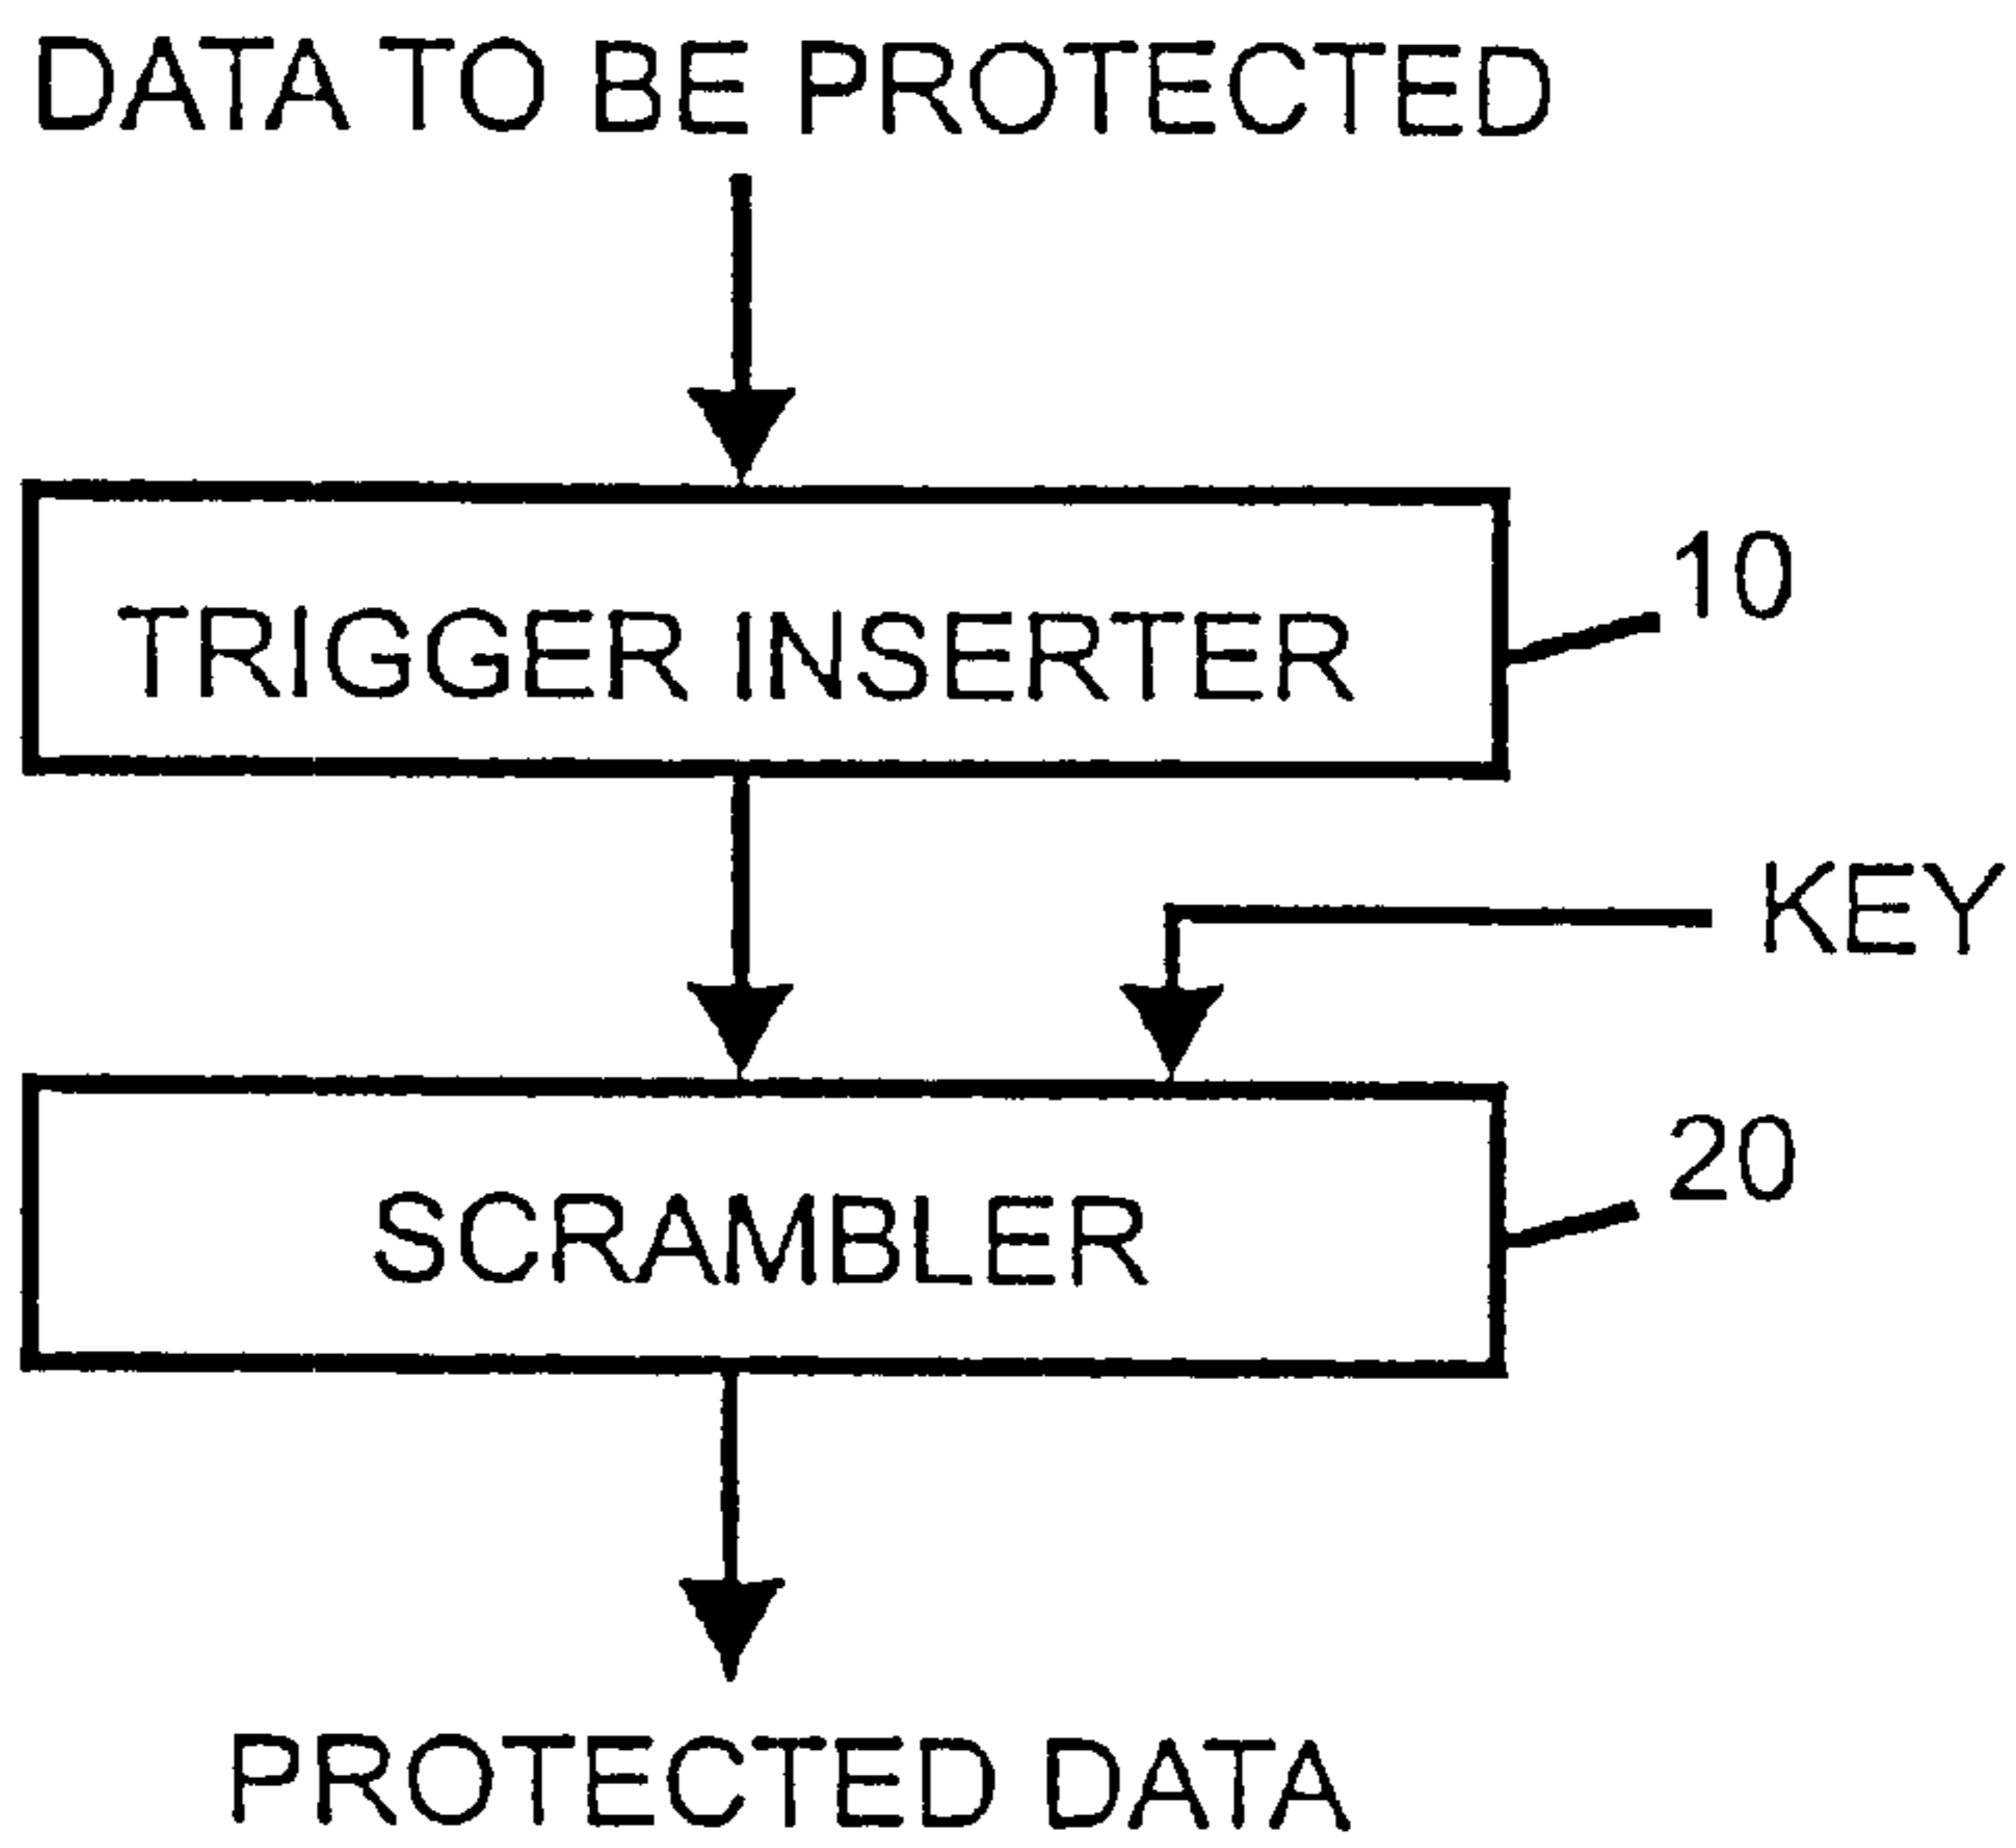 DATA TO BE PROTECTED
10
TRIGGER INSERTER
KEY
20
SCRAMBLER
PROTECTED DATA